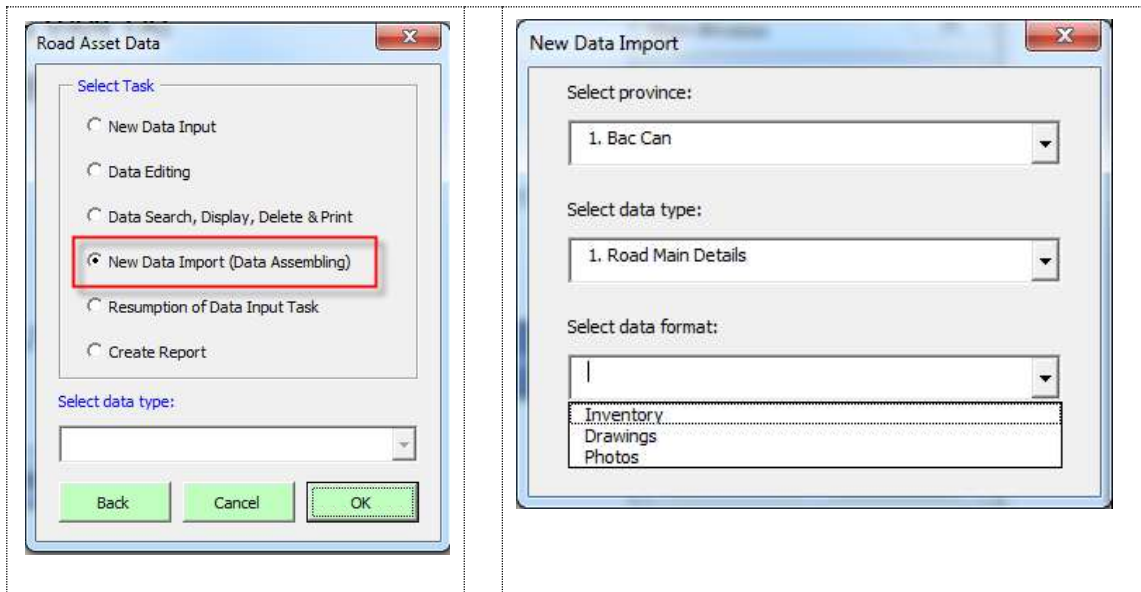 Road Asset Data
Select Task
New Data Input
Data Editing
Data Search, Display, Delete & Print
New Data Import (Data Assembling)
Resumption of Data Input Task
Create Report
Select data type:
Back Cancel OK
New Data Import
Select province:
1. Bac Can
Select data type:
1. Road Main Details
Select data format:
Inventory
Drawings
Photos